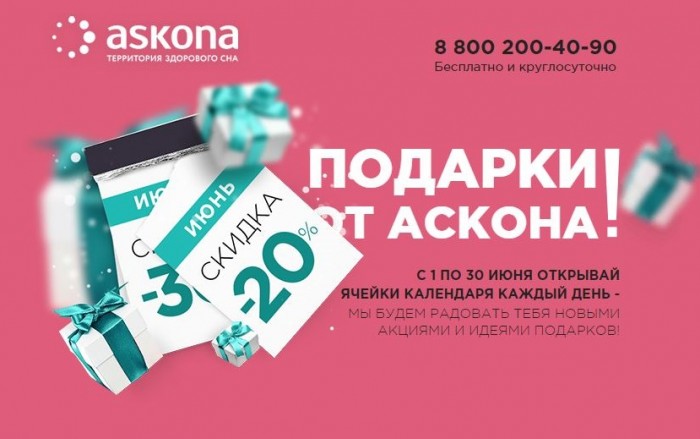 askona
ТЕРРИТОРИЯ ЗДОРОВОГО СНА
8 800 200-40-90
Бесплатно и круглосуточно
ПОДАРКИ
ОТ АСКОНА!
ИЮНЬ
СКИДКА
-20%
С 1 ПО 30 ИЮНЯ ОТКРЫВАЙ
ЯЧЕЙКИ КАЛЕНДАРЯ КАЖДЫЙ ДЕНЬ -
МЫ БУДЕМ РАДОВАТЬ ТЕБЯ НОВЫМИ
АКЦИЯМИ И ИДЕЯМИ ПОДАРКОВ!